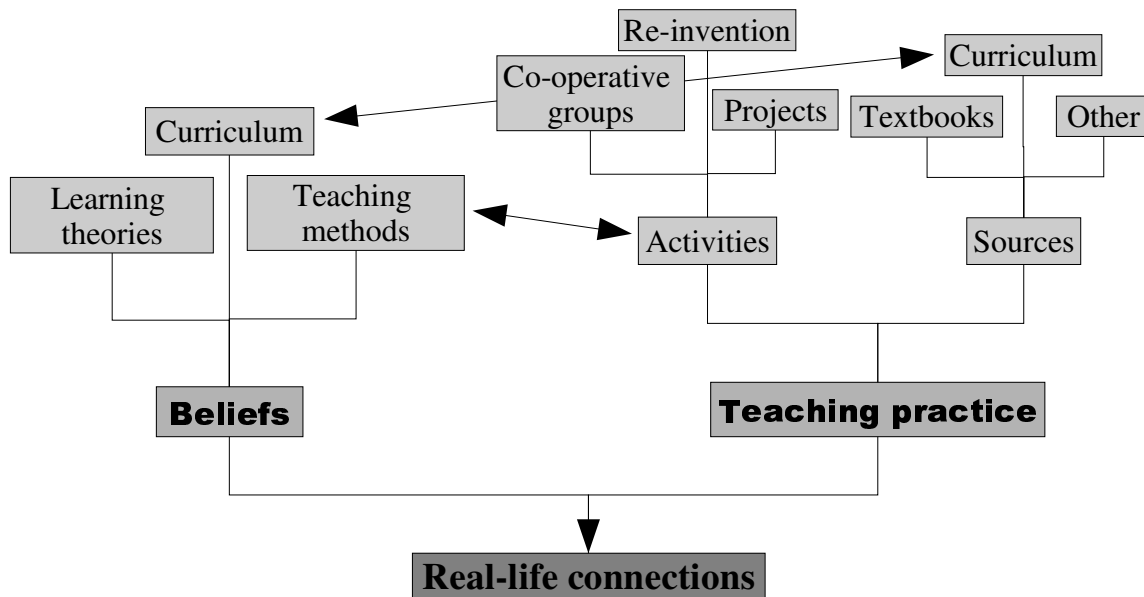 Re-invention
Co-operative
groups
Curriculum
Projects
Textbooks
Other
Curriculum
Learning
theories
Teaching
methods
Activities
Sources
Beliefs
Teaching practice
Real-life connections